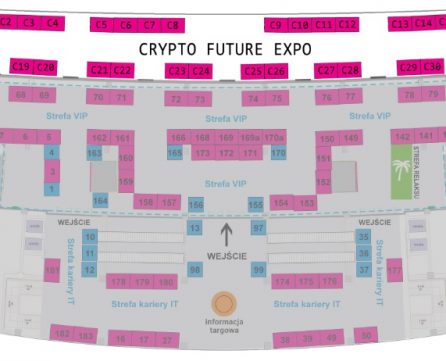 C3 C4 C5 C6 C7 C8 C9 C10 C11 C12 C13 C14 C
CRYPTO FUTURE EXPO
C19 C20 C21 C22 C23 C24 C25 C26 C27 C28 C29 C30
68 69 70 71 72 73 74 75 76 77 78 79
Strefa VIP Strefa VIP
Strefa VIP
7 6 5 162 161 166 168 169 169a 170a 150 149 142 141
4 163 160 165 167 173 171 170 151
3 159 152
1
STREFA RELAKSU
Strefa VIP
164 158 157 156 155 154 153
WEJŚCIE WEJŚCIE
13 97
10 35
11 36
12 98 99 37
WEJŚCIE
Strefa kariery IT Strefa kariery IT
181 178 179 180 174 175 176 177
Strefa kariery IT Strefa kariery IT
Informacja
targowa
182 183 16 17 27 38 39 49 50